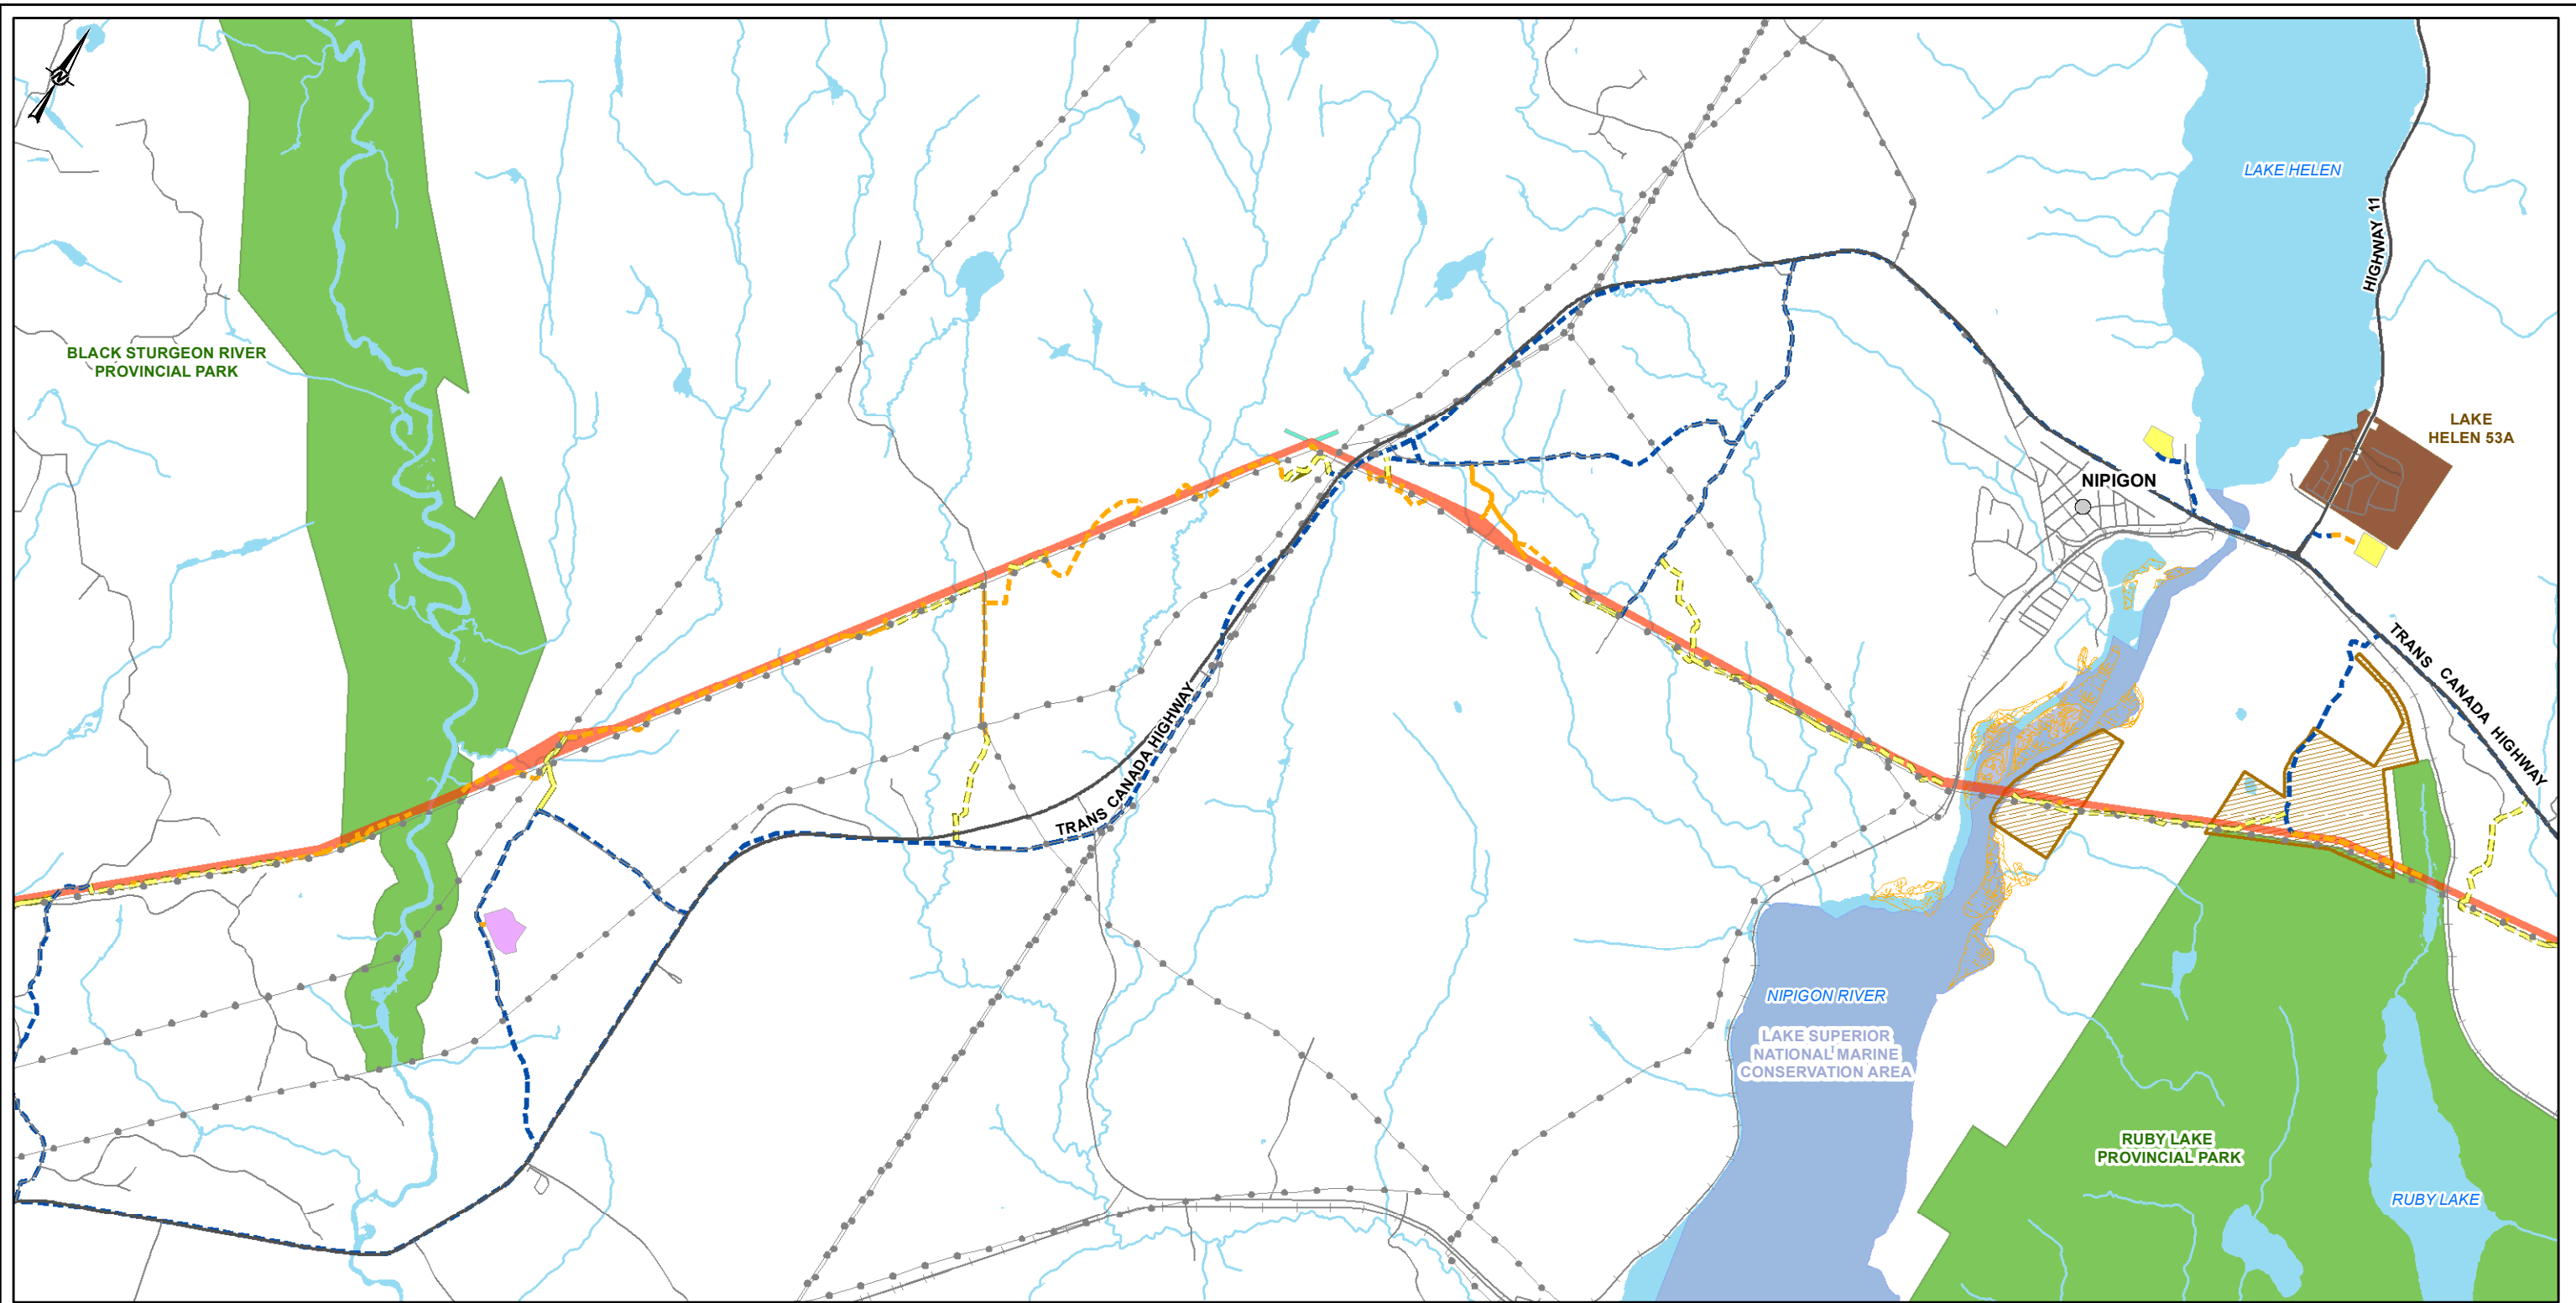 N
LAKE HELEN
HIGHWAY 11
BLACK STURGEON RIVER
PROVINCIAL PARK
LAKE
HELEN 53A
NIPIGON
TRANS CANADA HIGHWAY
TRANS CANADA HIGHWAY
NIPIGON RIVER
LAKE SUPERIOR
NATIONAL MARINE
CONSERVATION AREA
RUBY LAKE
PROVINCIAL PARK
RUBY LAKE